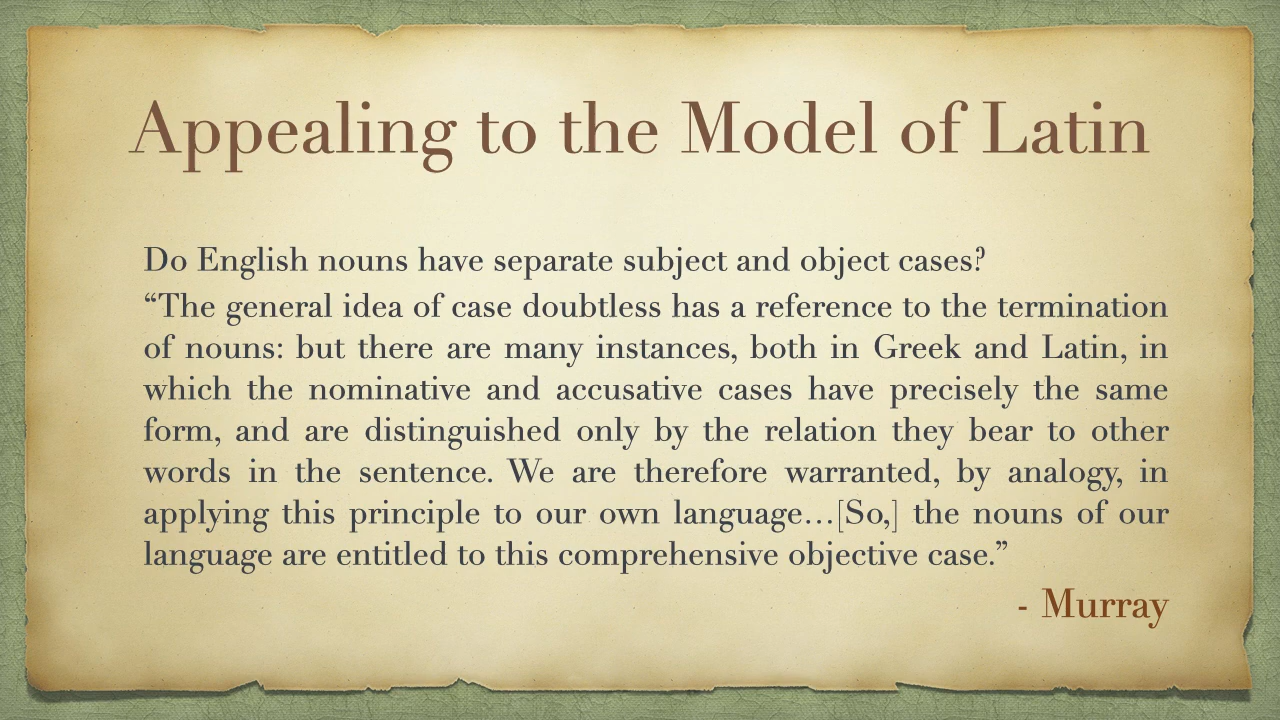 Appealing to the Model of Latin
Do English nouns have separate subject and object cases?
“The general idea of case doubtless has a reference to the termination
of nouns: but there are many instances, both in Greek and Latin, in
which the nominative and accusative cases have precisely the same
form, and are distinguished only by the relation they bear to other
words in the sentence. We are therefore warranted, by analogy, in
applying this principle to our own language…[So,] the nouns of our
language are entitled to this comprehensive objective case.”
- Murray